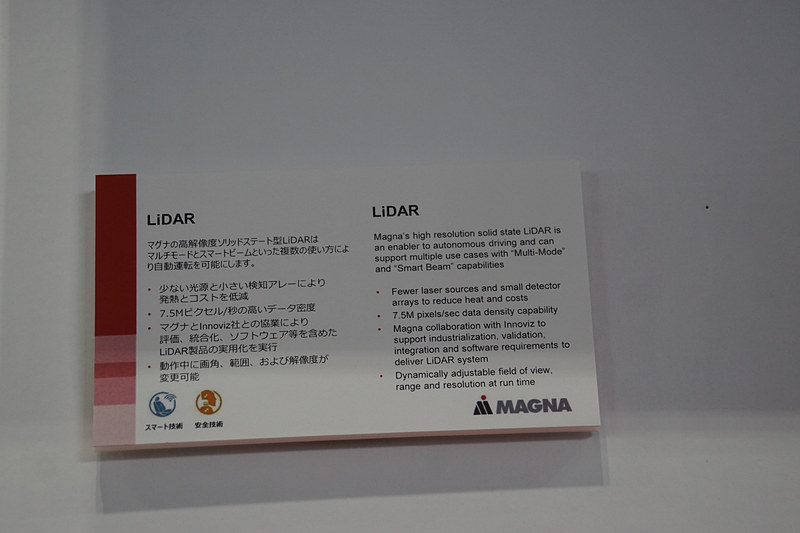 LiDAR
マグナの高解像度ソリッドステート型LiDARは
マルチモードとスマートビームといった複数の使い方によ
り自動運転を可能にします。
• 少ない光源と小さい検知アレーにより
発熱とコストを低減
• 7.5Mピクセル/秒の高いデータ密度
• マグナとInnoviz社との協業により
評価、統合化、ソフトウェア等を含めた
LiDAR製品の実用化を実行
• 動作中に画角、範囲、および解像度が
変更可能
スマート技術 安全技術
LiDAR
Magna's high resolution solid state LiDAR is
an enabler to autonomous driving and can
support multiple use cases with “Multi-Mode”
and “Smart Beam” capabilities
• Fewer laser sources and small detector
arrays to reduce heat and costs
• 7.5M pixels/sec data density capability
• Magna collaboration with Innoviz to
support industrialization, validation,
integration and software requirements to
deliver LiDAR system
• Dynamically adjustable field of view,
range and resolution at run time
MAGNA